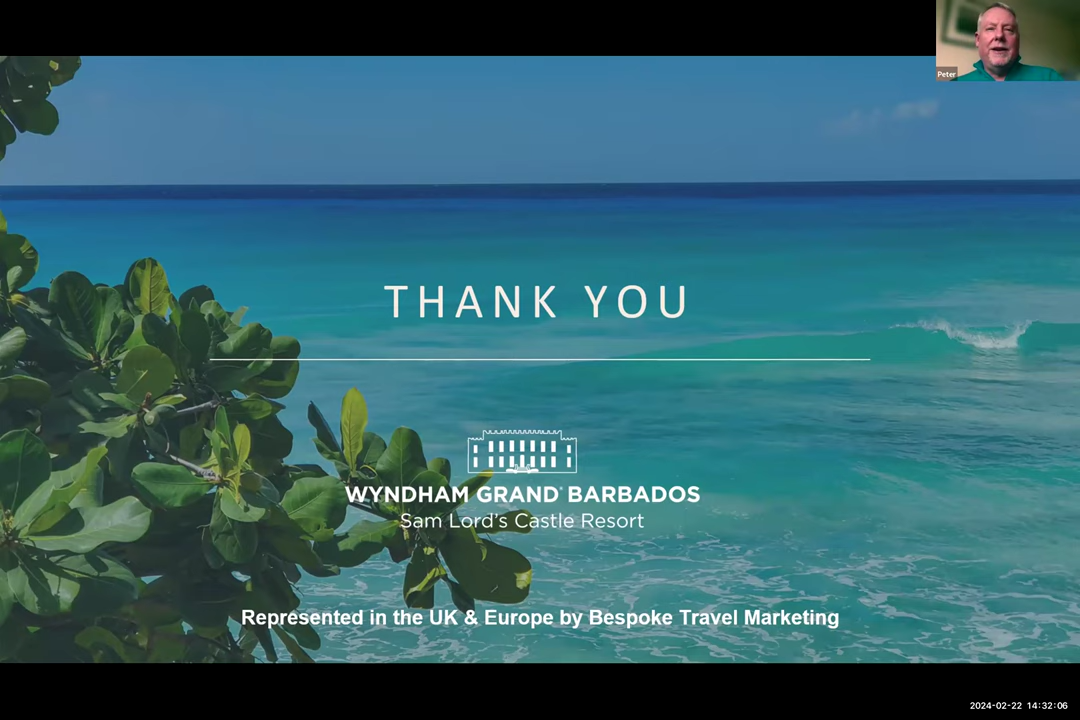 Peter
THANK YOU
WYNDHAM GRAND® BARBADOS
Sam Lord's Castle Resort
Represented in the UK & Europe by Bespoke Travel Marketing
2024-02-22 14:32:06